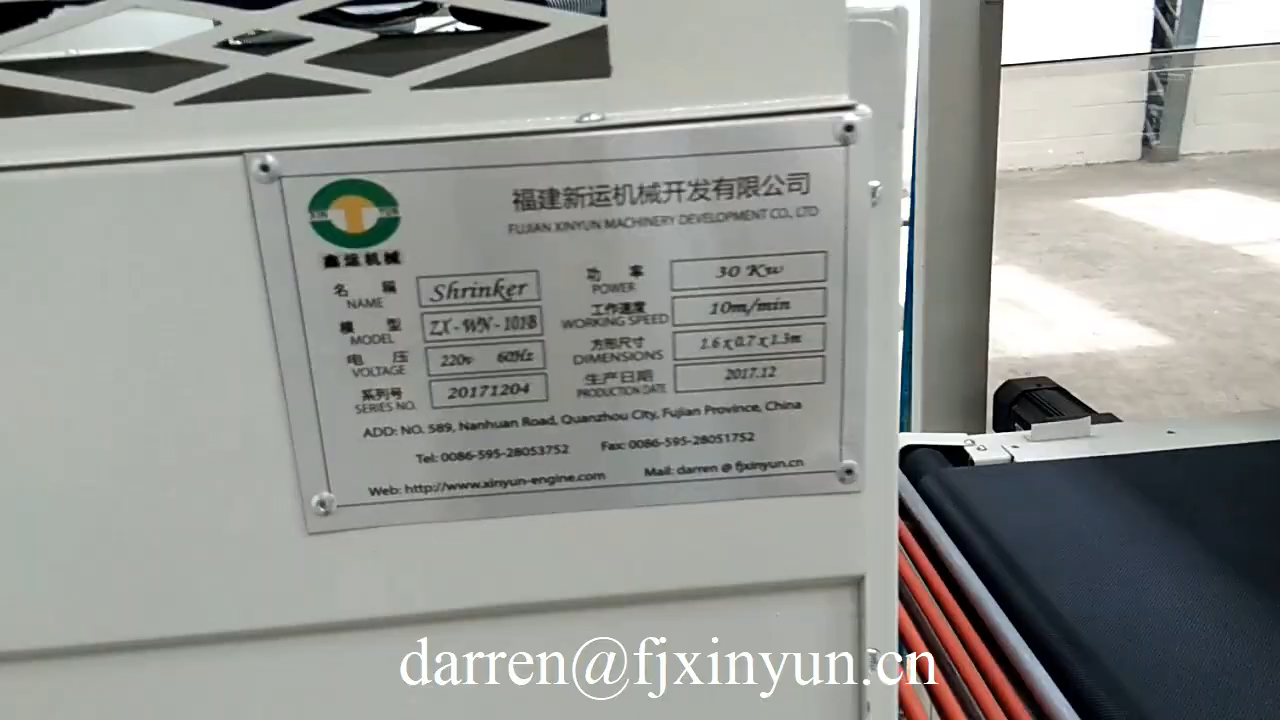 福建新运机械开发有限公司
FUJIAN XINYUN MACHINERY DEVELOPMENT CO., LTD
XIN YUN
鑫运机械
名 称 Shrinker
NAME
功 率 30 Kw
POWER
模 型 ZX-WN-101B
MODEL
工作速度 10m/min
WORKING SPEED
电 压 220v 60Hz
VOLTAGE
方形尺寸 1.6 x 0.7 x 1.3m
DIMENSIONS
系列号 20171204
SERIES NO.
生产日期 2017.12
PRODUCTION DATE
ADD: NO. 589, Nanhuan Road, Quanzhou City, Fujian Province, China
Tel: 0086-595-28053752 Fax: 0086-595-28051752
Web: http://www.xinyun-engine.com Mail: darren @ fjxinyun.cn
darren@fjxinyun.cn